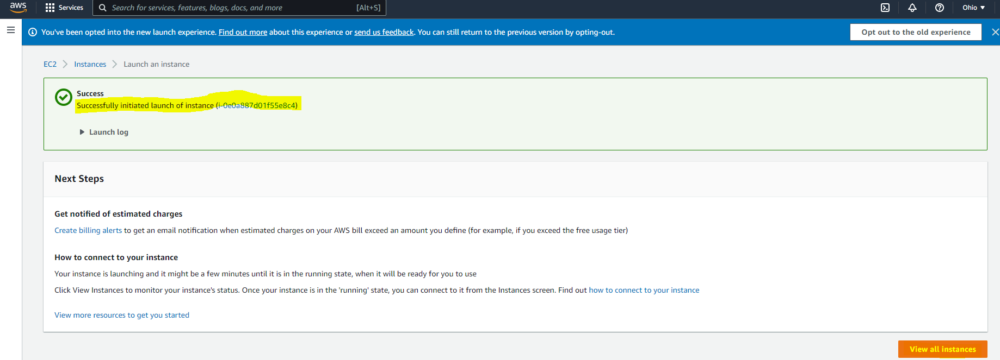 aws
Services
Search for services, features, blogs, docs, and more
[Alt+S]
Ohio
You've been opted into the new launch experience. Find out more about this experience or send us feedback. You can still return to the previous version by opting-out.
Opt out to the old experience
EC2
Instances
Launch an instance
Success
Successfully initiated launch of instance (i-0e0a887d01f55e8c4)
Launch log
Next Steps
Get notified of estimated charges
Create billing alerts to get an email notification when estimated charges on your AWS bill exceed an amount you define (for example, if you exceed the free usage tier)
How to connect to your instance
Your instance is launching and it might be a few minutes until it is in the running state, when it will be ready for you to use
Click View Instances to monitor your instance's status. Once your instance is in the 'running' state, you can connect to it from the Instances screen. Find out how to connect to your instance
View more resources to get you started
View all instances